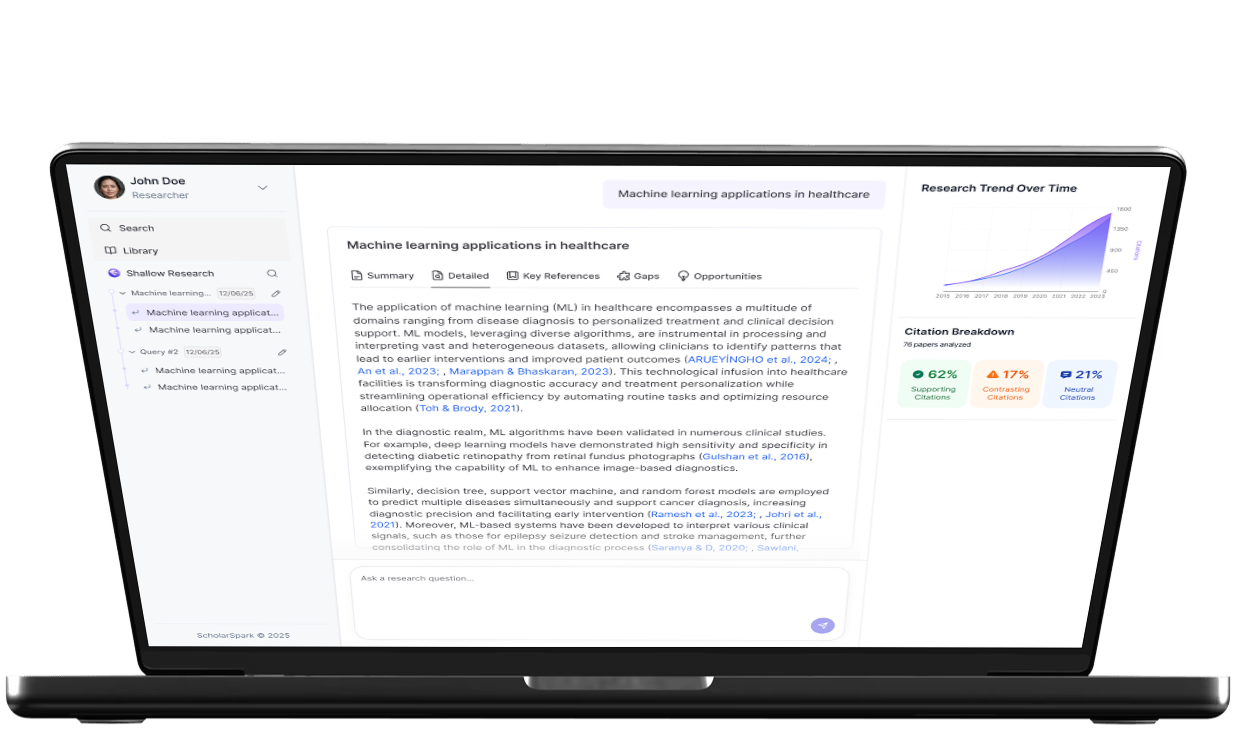 John Doe
Researcher
Search
Library
Shallow Research
Machine learning... 12/06/25
Machine learning applicat...
Machine learning applicat...
Query #2 12/06/25
Machine learning applicat...
Machine learning applicat...
ScholarSpark © 2025
Machine learning applications in healthcare
Machine learning applications in healthcare
Summary Detailed Key References Gaps Opportunities
The application of machine learning (ML) in healthcare encompasses a multitude of
domains ranging from disease diagnosis to personalized treatment and clinical decision
support. ML models, leveraging diverse algorithms, are instrumental in processing and
interpreting vast and heterogeneous datasets, allowing clinicians to identify patterns that
lead to earlier interventions and improved patient outcomes (ARUEYİNGHO et al., 2024; ,
An et al., 2023; , Marappan & Bhaskaran, 2023). This technological infusion into healthcare
facilities is transforming diagnostic accuracy and treatment personalization while
streamlining operational efficiency by automating routine tasks and optimizing resource
allocation (Toh & Brody, 2021).
In the diagnostic realm, ML algorithms have been validated in numerous clinical studies.
For example, deep learning models have demonstrated high sensitivity and specificity in
detecting diabetic retinopathy from retinal fundus photographs (Gulshan et al., 2016),
exemplifying the capability of ML to enhance image-based diagnostics.
Similarly, decision tree, support vector machine, and random forest models are employed
to predict multiple diseases simultaneously and support cancer diagnosis, increasing
diagnostic precision and facilitating early intervention (Ramesh et al., 2023; , Johri et al.,
2021). Moreover, ML-based systems have been developed to interpret various clinical
signals, such as those for epilepsy seizure detection and stroke management, further
consolidating the role of ML in the diagnostic process (Saranya & D, 2020; , Sawlani,
Ask a research question...
Research Trend Over Time
1800
1350
900
450
0
Citations
2015 2016 2017 2018 2019 2020 2021 2022 2023
Citation Breakdown
76 papers analyzed
62% 17% 21%
Supporting Contrasting Neutral
Citations Citations Citations